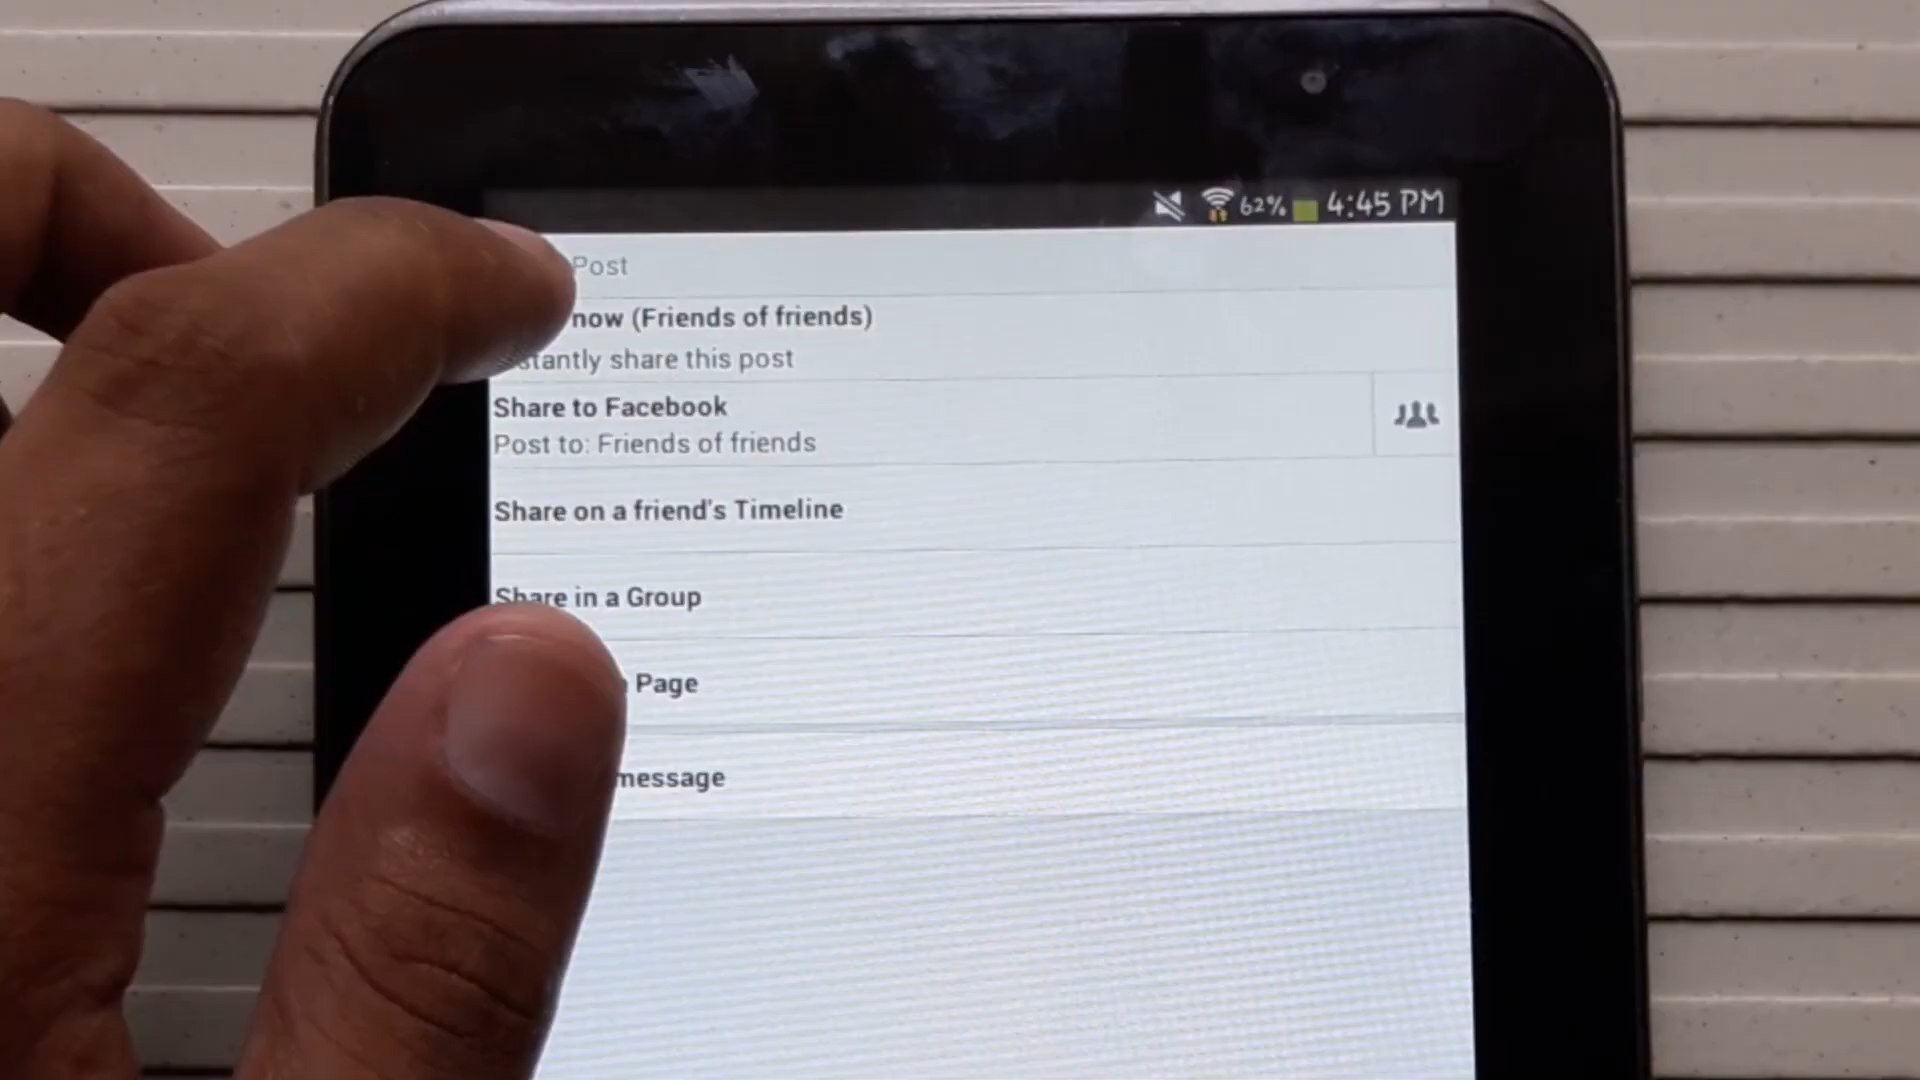 62% 4:45 PM
Post
now (Friends of friends)
stantly share this post
Share to Facebook
Post to: Friends of friends
Share on a friend's Timeline
Share in a Group
Page
message